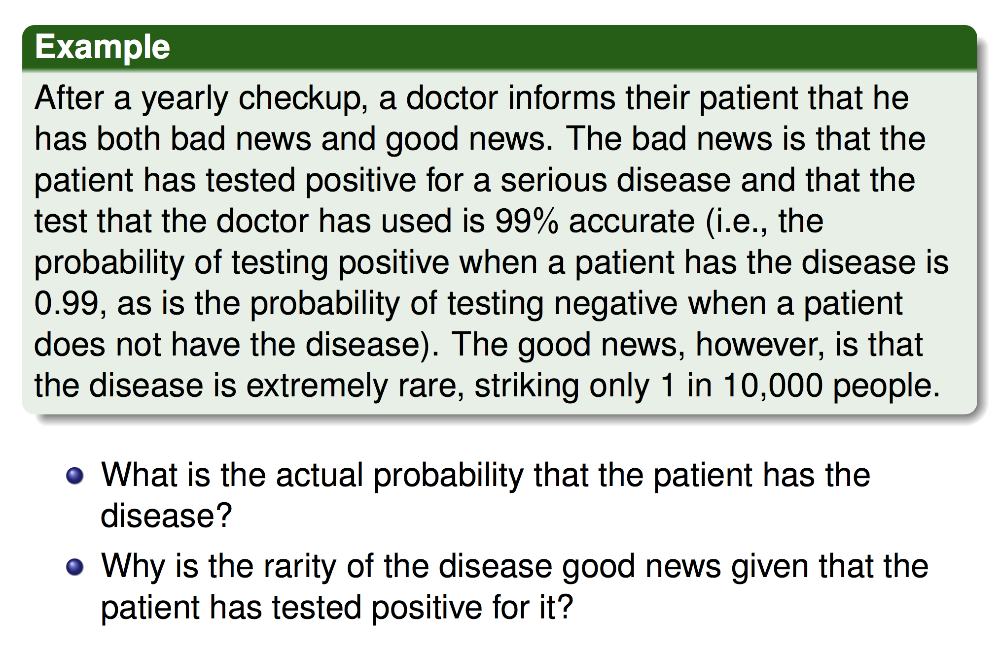 Example
After a yearly checkup, a doctor informs their patient that he
has both bad news and good news. The bad news is that the
patient has tested positive for a serious disease and that the
test that the doctor has used is 99% accurate (i.e., the
probability of testing positive when a patient has the disease is
0.99, as is the probability of testing negative when a patient
does not have the disease). The good news, however, is that
the disease is extremely rare, striking only 1 in 10,000 people.
What is the actual probability that the patient has the
disease?
Why is the rarity of the disease good news given that the
patient has tested positive for it?